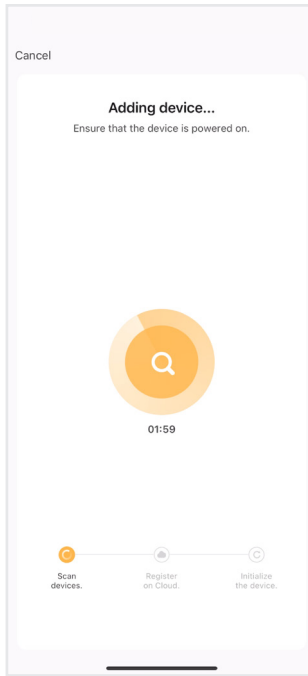 Cancel
Adding device...
Ensure that the device is powered on.
01:59
Scan
devices.
Register
on Cloud.
Initialize
the device.